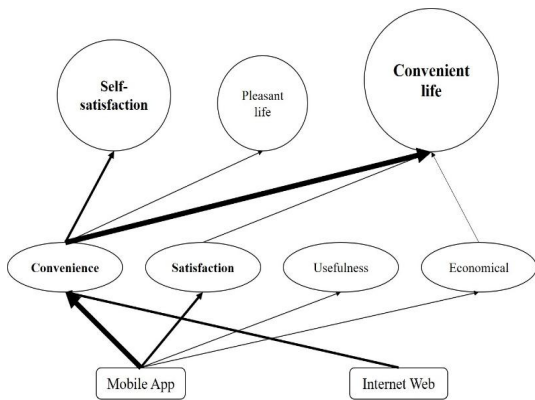 Self-
satisfaction
Pleasant
life
Convenient
life
Convenience
Satisfaction
Usefulness
Economical
Mobile App
Internet Web